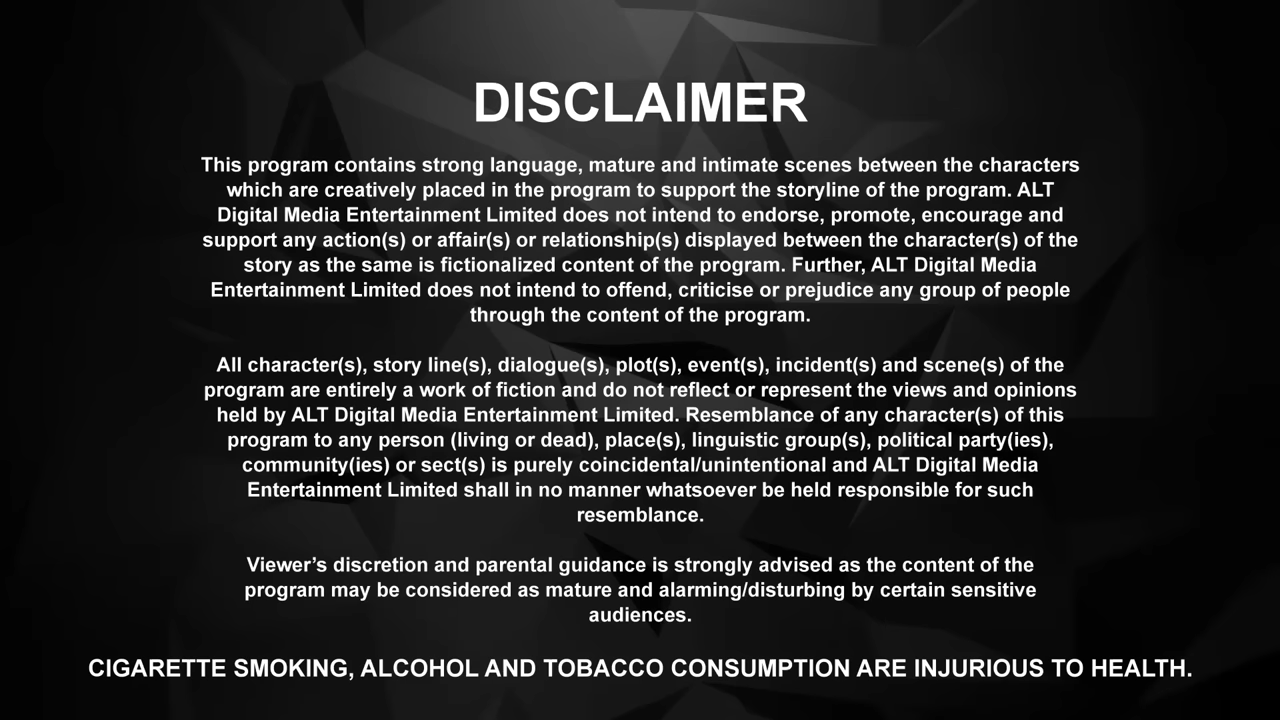 DISCLAIMER
This program contains strong language, mature and intimate scenes between the characters
which are creatively placed in the program to support the storyline of the program. ALT
Digital Media Entertainment Limited does not intend to endorse, promote, encourage and
support any action(s) or affair(s) or relationship(s) displayed between the character(s) of the
story as the same is fictionalized content of the program. Further, ALT Digital Media
Entertainment Limited does not intend to offend, criticise or prejudice any group of people
through the content of the program.
All character(s), story line(s), dialogue(s), plot(s), event(s), incident(s) and scene(s) of the
program are entirely a work of fiction and do not reflect or represent the views and opinions
held by ALT Digital Media Entertainment Limited. Resemblance of any character(s) of this
program to any person (living or dead), place(s), linguistic group(s), political party(ies),
community(ies) or sect(s) is purely coincidental/unintentional and ALT Digital Media
Entertainment Limited shall in no manner whatsoever be held responsible for such
resemblance.
Viewer’s discretion and parental guidance is strongly advised as the content of the
program may be considered as mature and alarming/disturbing by certain sensitive
audiences.
CIGARETTE SMOKING, ALCOHOL AND TOBACCO CONSUMPTION ARE INJURIOUS TO HEALTH.